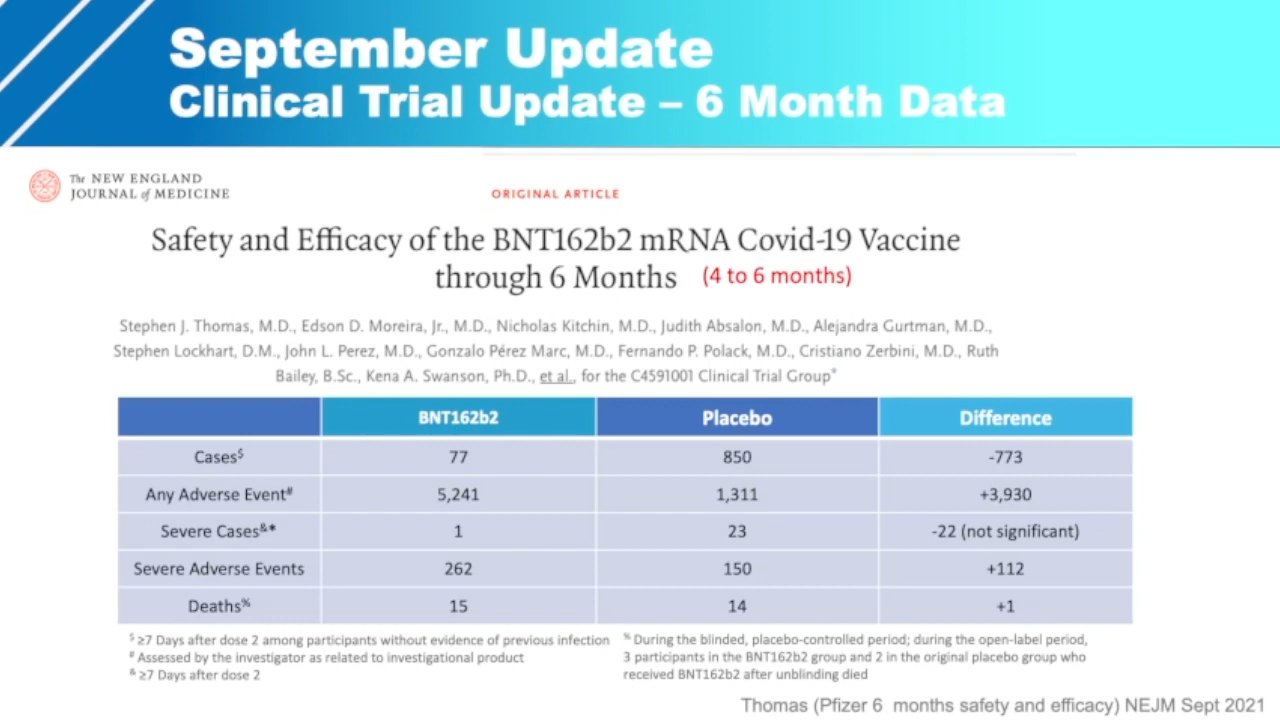 September Update
Clinical Trial Update – 6 Month Data
The NEW ENGLAND
JOURNAL of MEDICINE
ORIGINAL ARTICLE
Safety and Efficacy of the BNT162b2 mRNA Covid-19 Vaccine
through 6 Months (4 to 6 months)
Stephen J. Thomas, M.D., Edson D. Moreira, Jr., M.D., Nicholas Kitchin, M.D., Judith Absalon, M.D., Alejandra Gurtman, M.D.,
Stephen Lockhart, D.M., John L. Perez, M.D., Gonzalo Pérez Marc, M.D., Fernando P. Polack, M.D., Cristiano Zerbini, M.D., Ruth
Bailey, B.Sc., Kena A. Swanson, Ph.D., et al., for the C4591001 Clinical Trial Group*
BNT162b2 Placebo Difference
Cases$ 77 850 -773
Any Adverse Event# 5,241 1,311 +3,930
Severe Cases&* 1 23 -22 (not significant)
Severe Adverse Events 262 150 +112
Deaths% 15 14 +1
$ ≥7 Days after dose 2 among participants without evidence of previous infection
# Assessed by the investigator as related to investigational product
& ≥7 Days after dose 2
% During the blinded, placebo-controlled period; during the open-label period,
3 participants in the BNT162b2 group and 2 in the original placebo group who
received BNT162b2 after unblinding died
Thomas (Pfizer 6 months safety and efficacy) NEJM Sept 2021